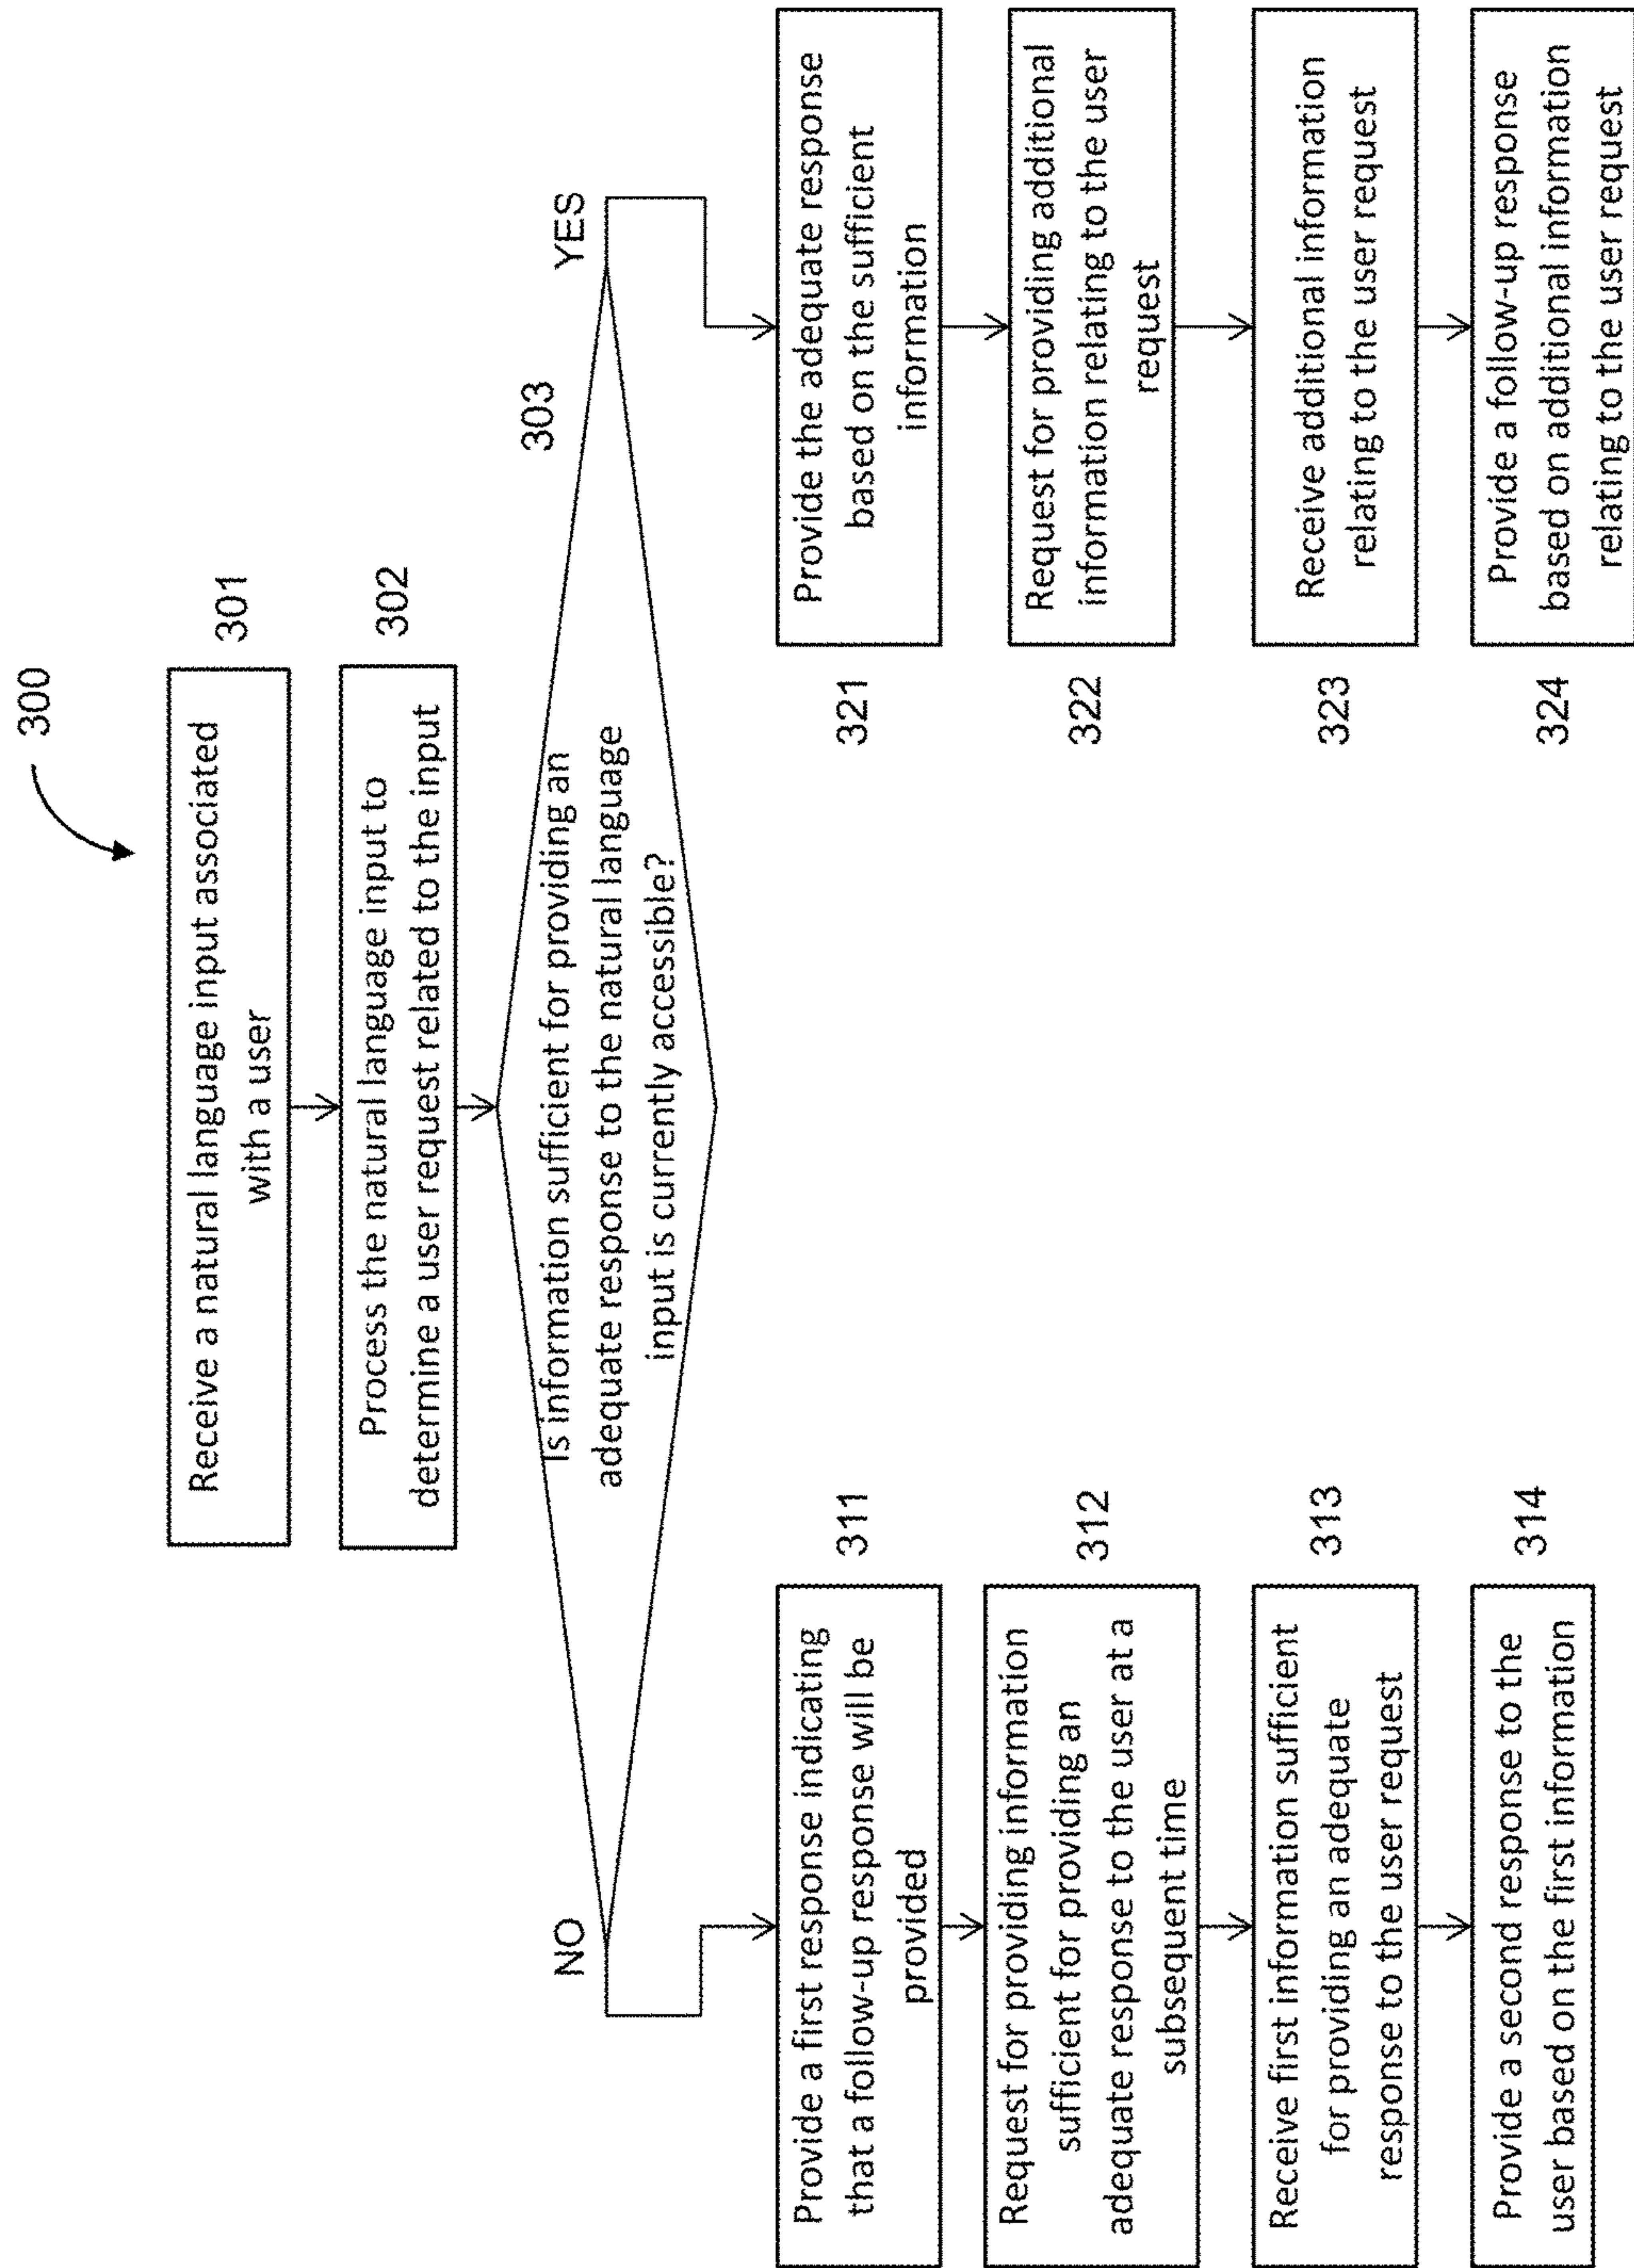 300
Receive a natural language input associated
with a user
301
Process the natural language input to
determine a user request related to the input
302
303
Is information sufficient for providing an
adequate response to the natural language
input is currently accessible?
NO
YES
Provide a first response indicating
that a follow-up response will be
provided
311
Request for providing information
sufficient for providing an
adequate response to the user at a
subsequent time
312
Receive first information sufficient
for providing an adequate
response to the user request
313
Provide a second response to the
user based on the first information
314
321
Provide the adequate response
based on the sufficient
information
322
Request for providing additional
information relating to the user
request
323
Receive additional information
relating to the user request
324
Provide a follow-up response
based on additional information
relating to the user request